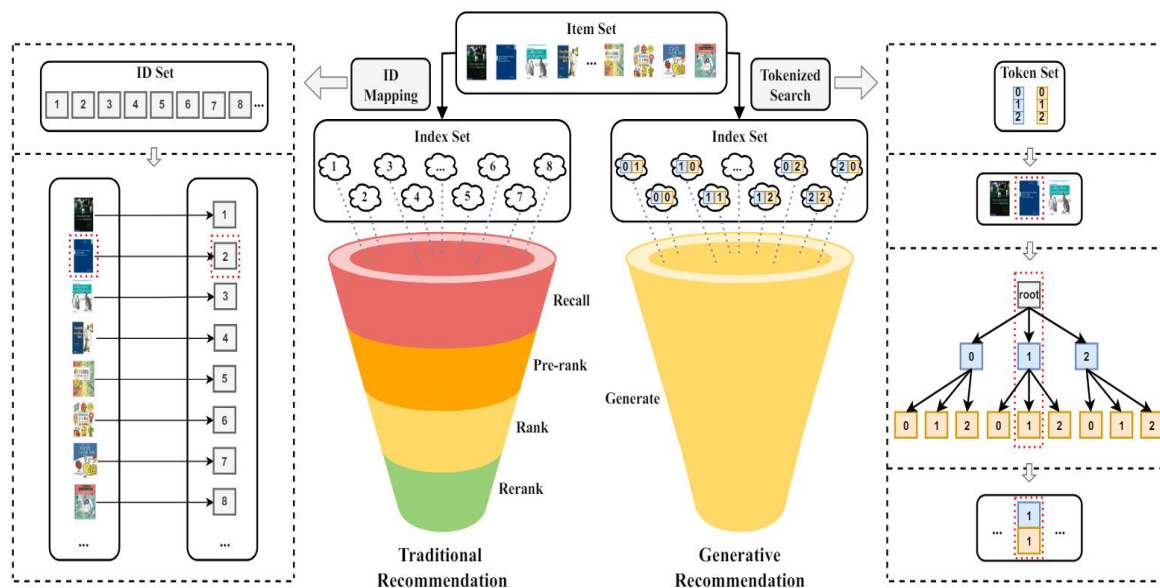 Item Set
...
ID Set
1 2 3 4 5 6 7 8 ...
ID
Mapping
Tokenized
Search
Token Set
0 0
1 1
2 2
Index Set
1 3 ... 6 8
2 4 5 7
Index Set
0 1 1 0 ... 0 2 2 0
0 0 1 1 1 2 2 2
1
2
3
4
5
6
7
8
... ...
Recall
Pre-rank
Rank
Rerank
Traditional
Recommendation
Generate
Generative
Recommendation
root
0 1 2
0 1 2 0 1 2 0 1 2
... 1 ...
1